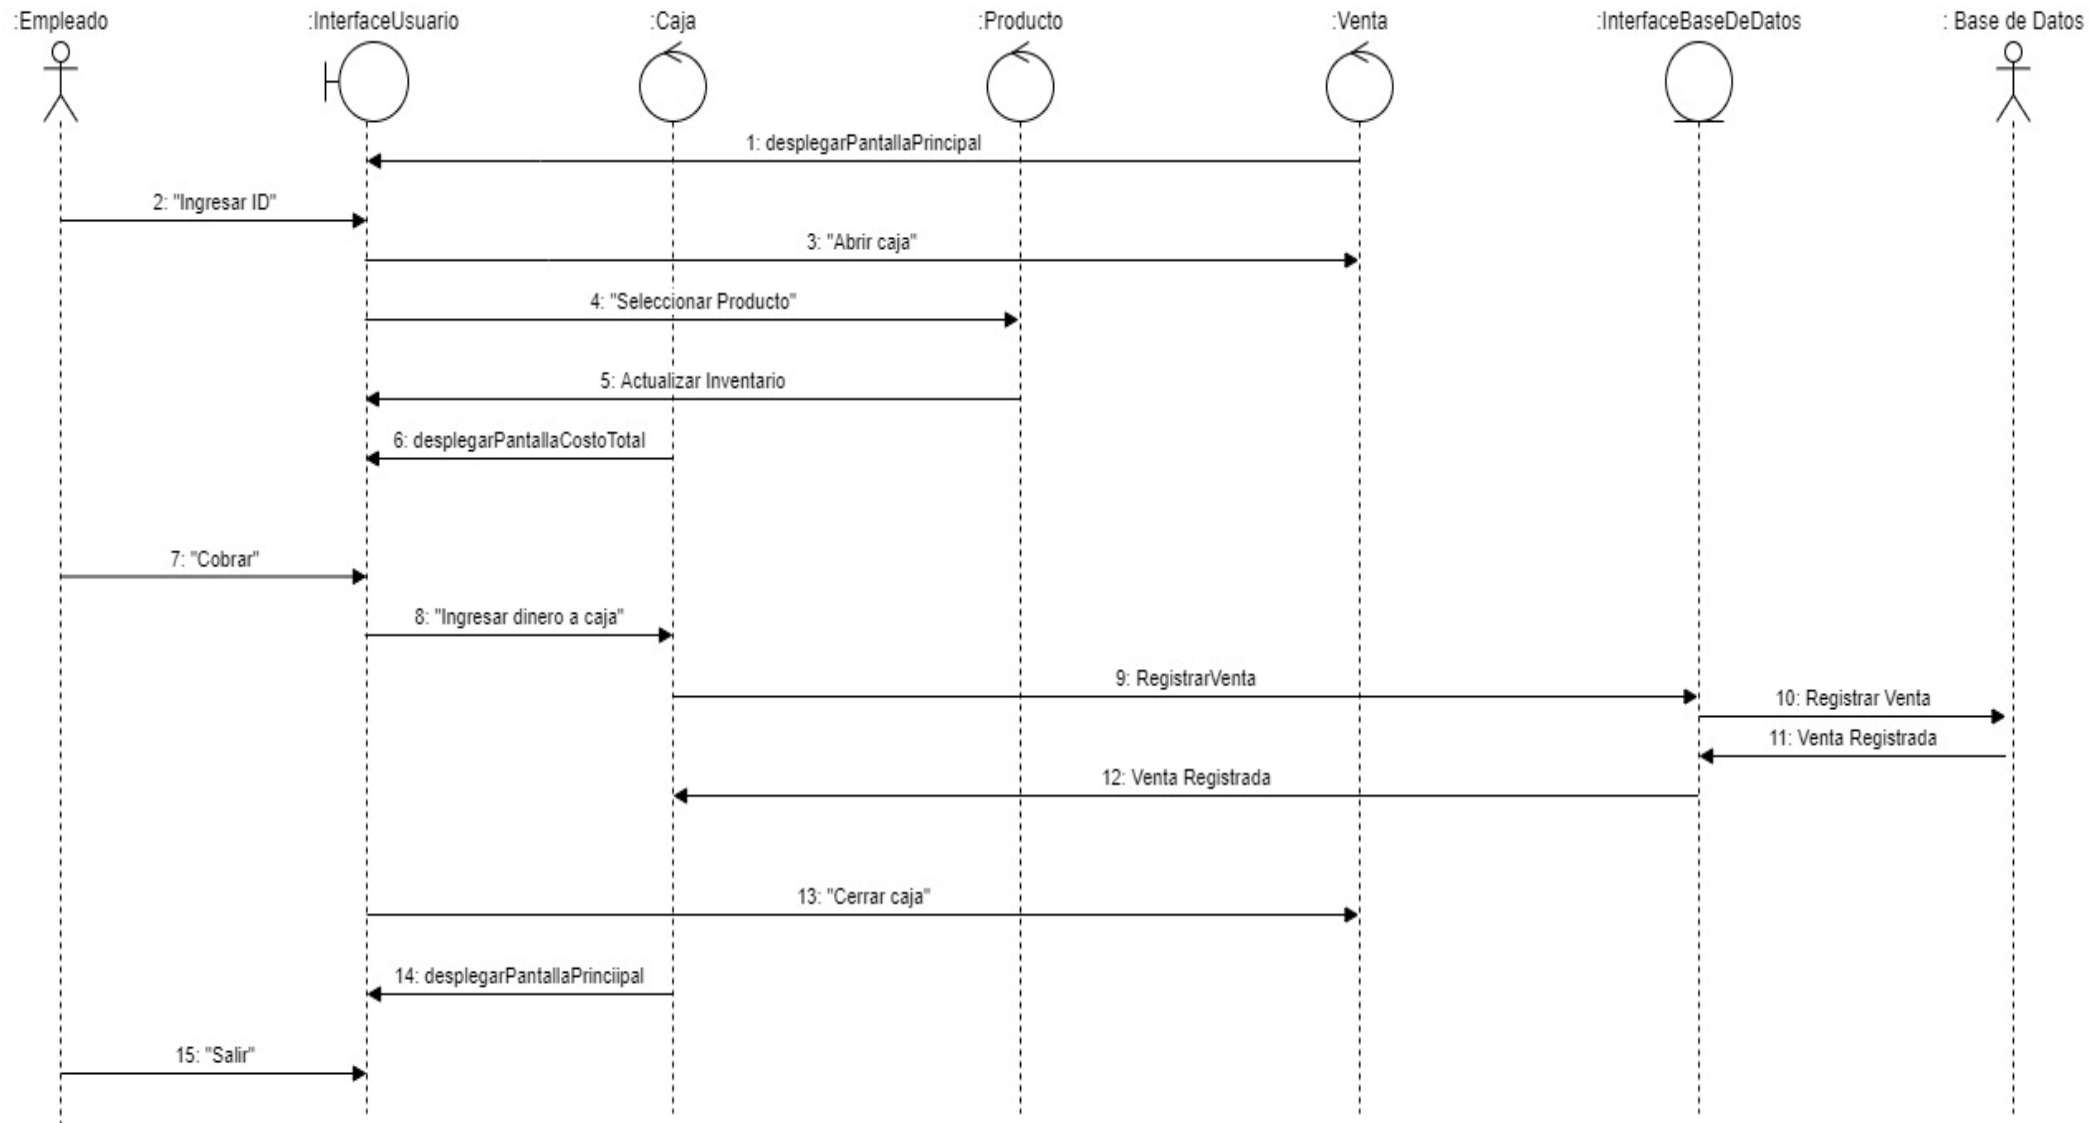 :Empleado
:InterfaceUsuario
:Caja
:Producto
:Venta
:InterfaceBaseDeDatos
: Base de Datos
1: desplegarPantallaPrincipal
2: "Ingresar ID"
3: "Abrir caja"
4: "Seleccionar Producto"
5: Actualizar Inventario
6: desplegarPantallaCostoTotal
7: "Cobrar"
8: "Ingresar dinero a caja"
9: RegistrarVenta
10: Registrar Venta
11: Venta Registrada
12: Venta Registrada
13: "Cerrar caja"
14: desplegarPantallaPrinciipal
15: "Salir"